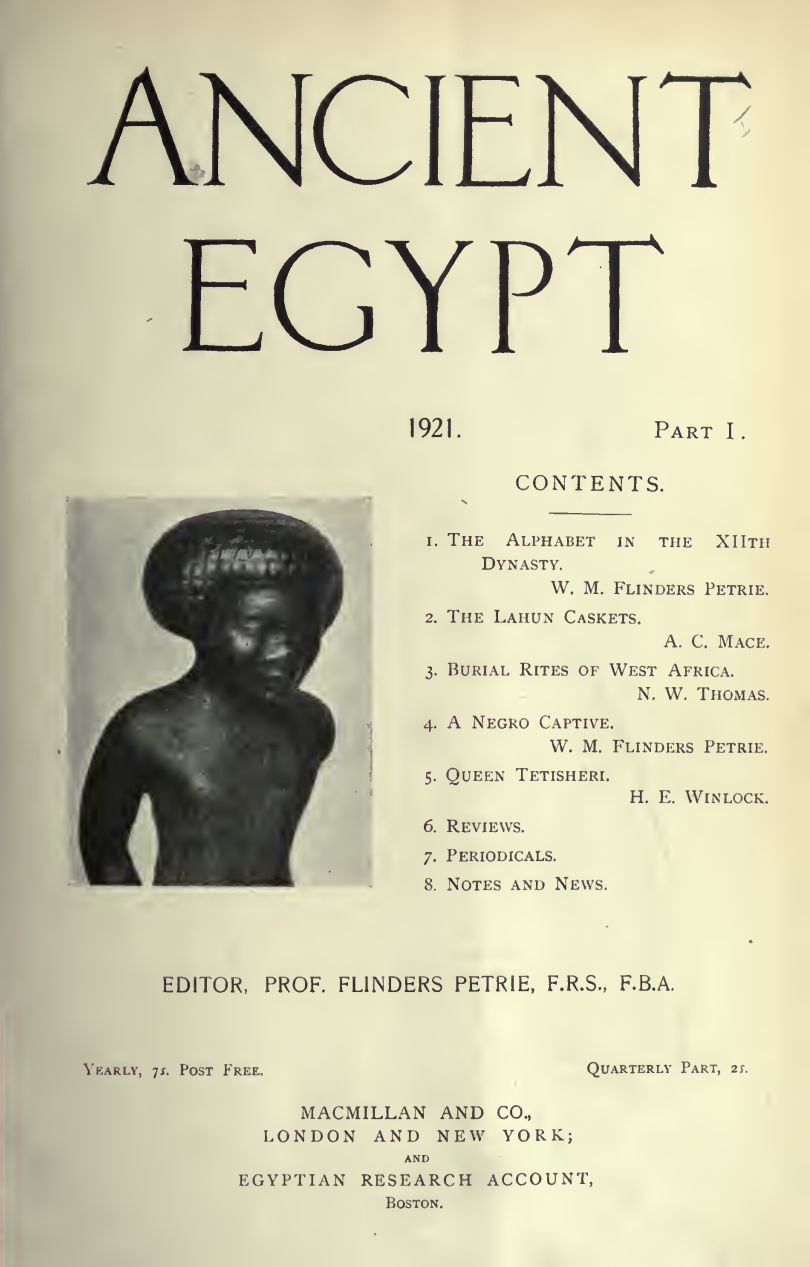 ANCIENT
EGYPT
1921. PART I.
CONTENTS.
1. THE ALPHABET IN THE XIITH
DYNASTY.
W. M. FLINDERS PETRIE.
2. THE LAHUN CASKETS.
A. C. MACE.
3. BURIAL RITES OF WEST AFRICA.
N. W. THOMAS.
4. A NEGRO CAPTIVE.
W. M. FLINDERS PETRIE.
5. QUEEN TETISHERI.
H. E. WINLOCK.
6. REVIEWS.
7. PERIODICALS.
8. NOTES AND NEWS.
EDITOR, PROF. FLINDERS PETRIE, F.R.S., F.B.A.
YEARLY, 7s. POST FREE. QUARTERLY PART, 2s.
MACMILLAN AND CO.,
LONDON AND NEW YORK;
AND
EGYPTIAN RESEARCH ACCOUNT,
BOSTON.